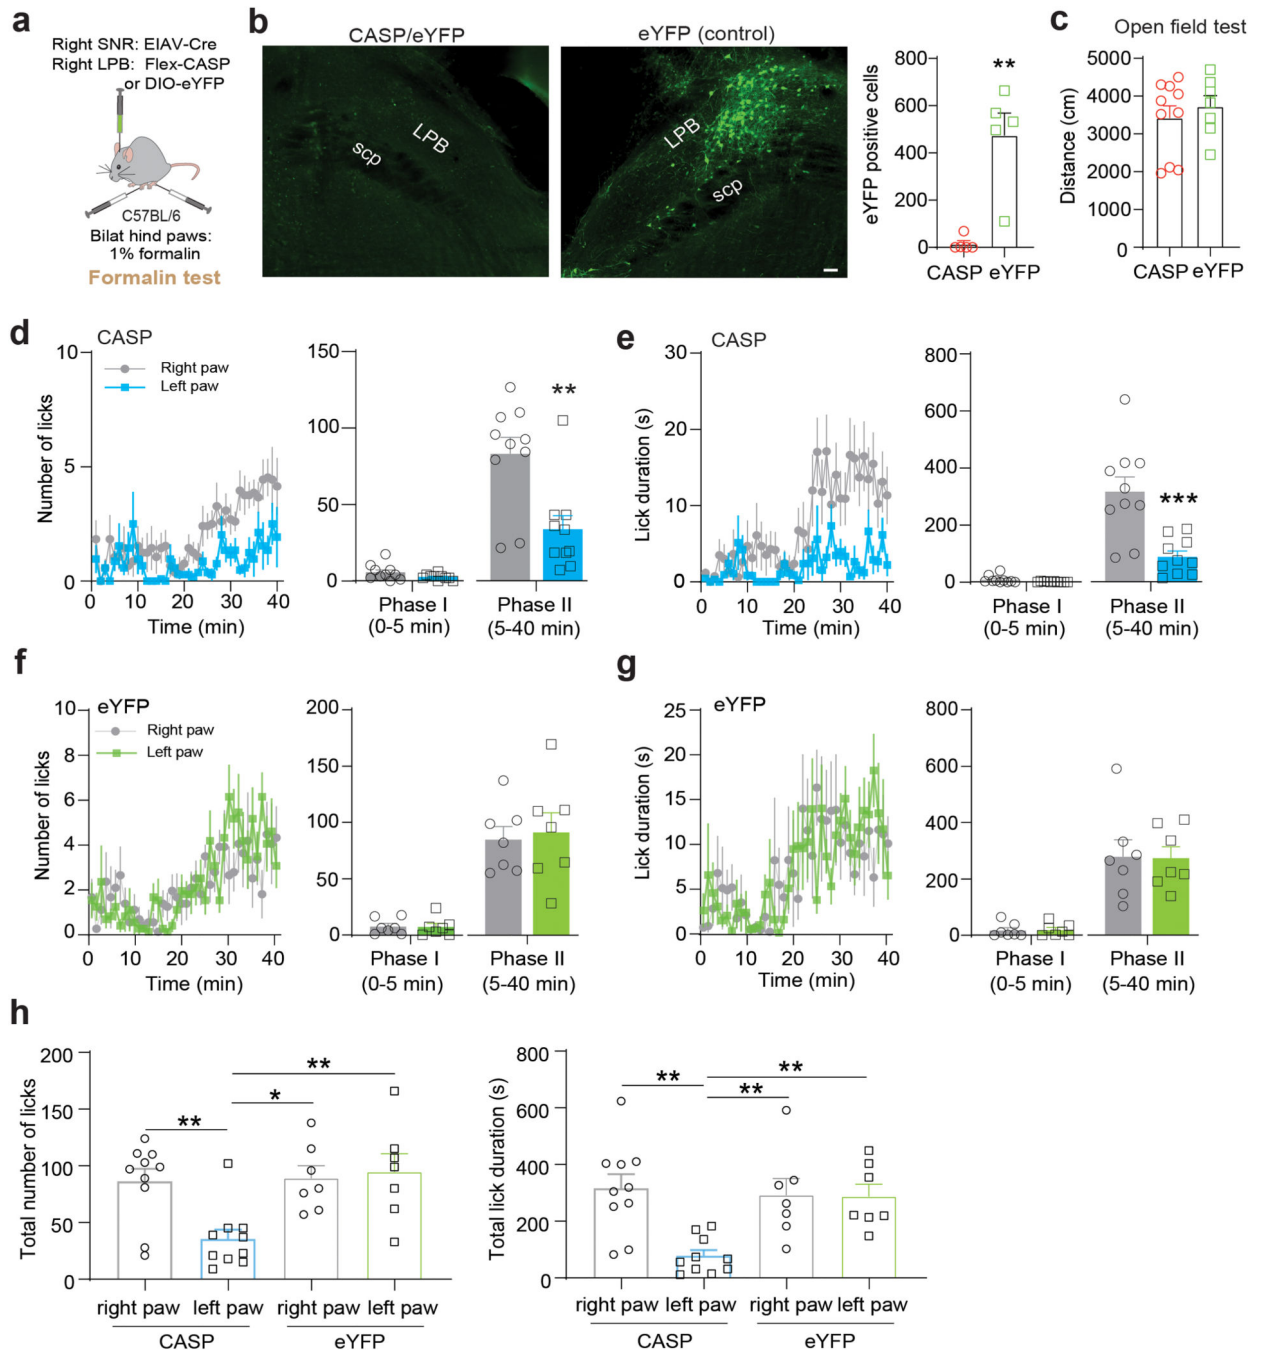 a
Right SNR: EIAV-Cre
Right LPB: Flex-CASP
or DIO-eYFP
C57BL/6
Bilat hind paws:
1% formalin
Formalin test
b
CASP/eYFP
eYFP (control)
LPB
scp
LPB
scp
eYFP positive cells
800
600
400
200
0
**
CASP eYFP
c
Open field test
Distance (cm)
5000
4000
3000
2000
1000
0
CASP eYFP
d
CASP
Right paw
Left paw
Number of licks
10
5
0
0 10 20 30 40
Time (min)
150
100
50
0
**
Phase I
(0-5 min)
Phase II
(5-40 min)
e
CASP
Lick duration (s)
30
20
10
0
0 10 20 30 40
Time (min)
800
600
400
200
0
***
Phase I
(0-5 min)
Phase II
(5-40 min)
f
eYFP
Right paw
Left paw
Number of licks
10
8
6
4
2
0
0 10 20 30 40
Time (min)
200
150
100
50
0
Phase I
(0-5 min)
Phase II
(5-40 min)
g
eYFP
Lick duration (s)
25
20
15
10
5
0
0 10 20 30 40
Time (min)
800
600
400
200
0
Phase I
(0-5 min)
Phase II
(5-40 min)
h
Total number of licks
200
150
100
50
0
**
*
**
right paw left paw right paw left paw
CASP eYFP
Total lick duration (s)
800
600
400
200
0
**
**
**
right paw left paw right paw left paw
CASP eYFP